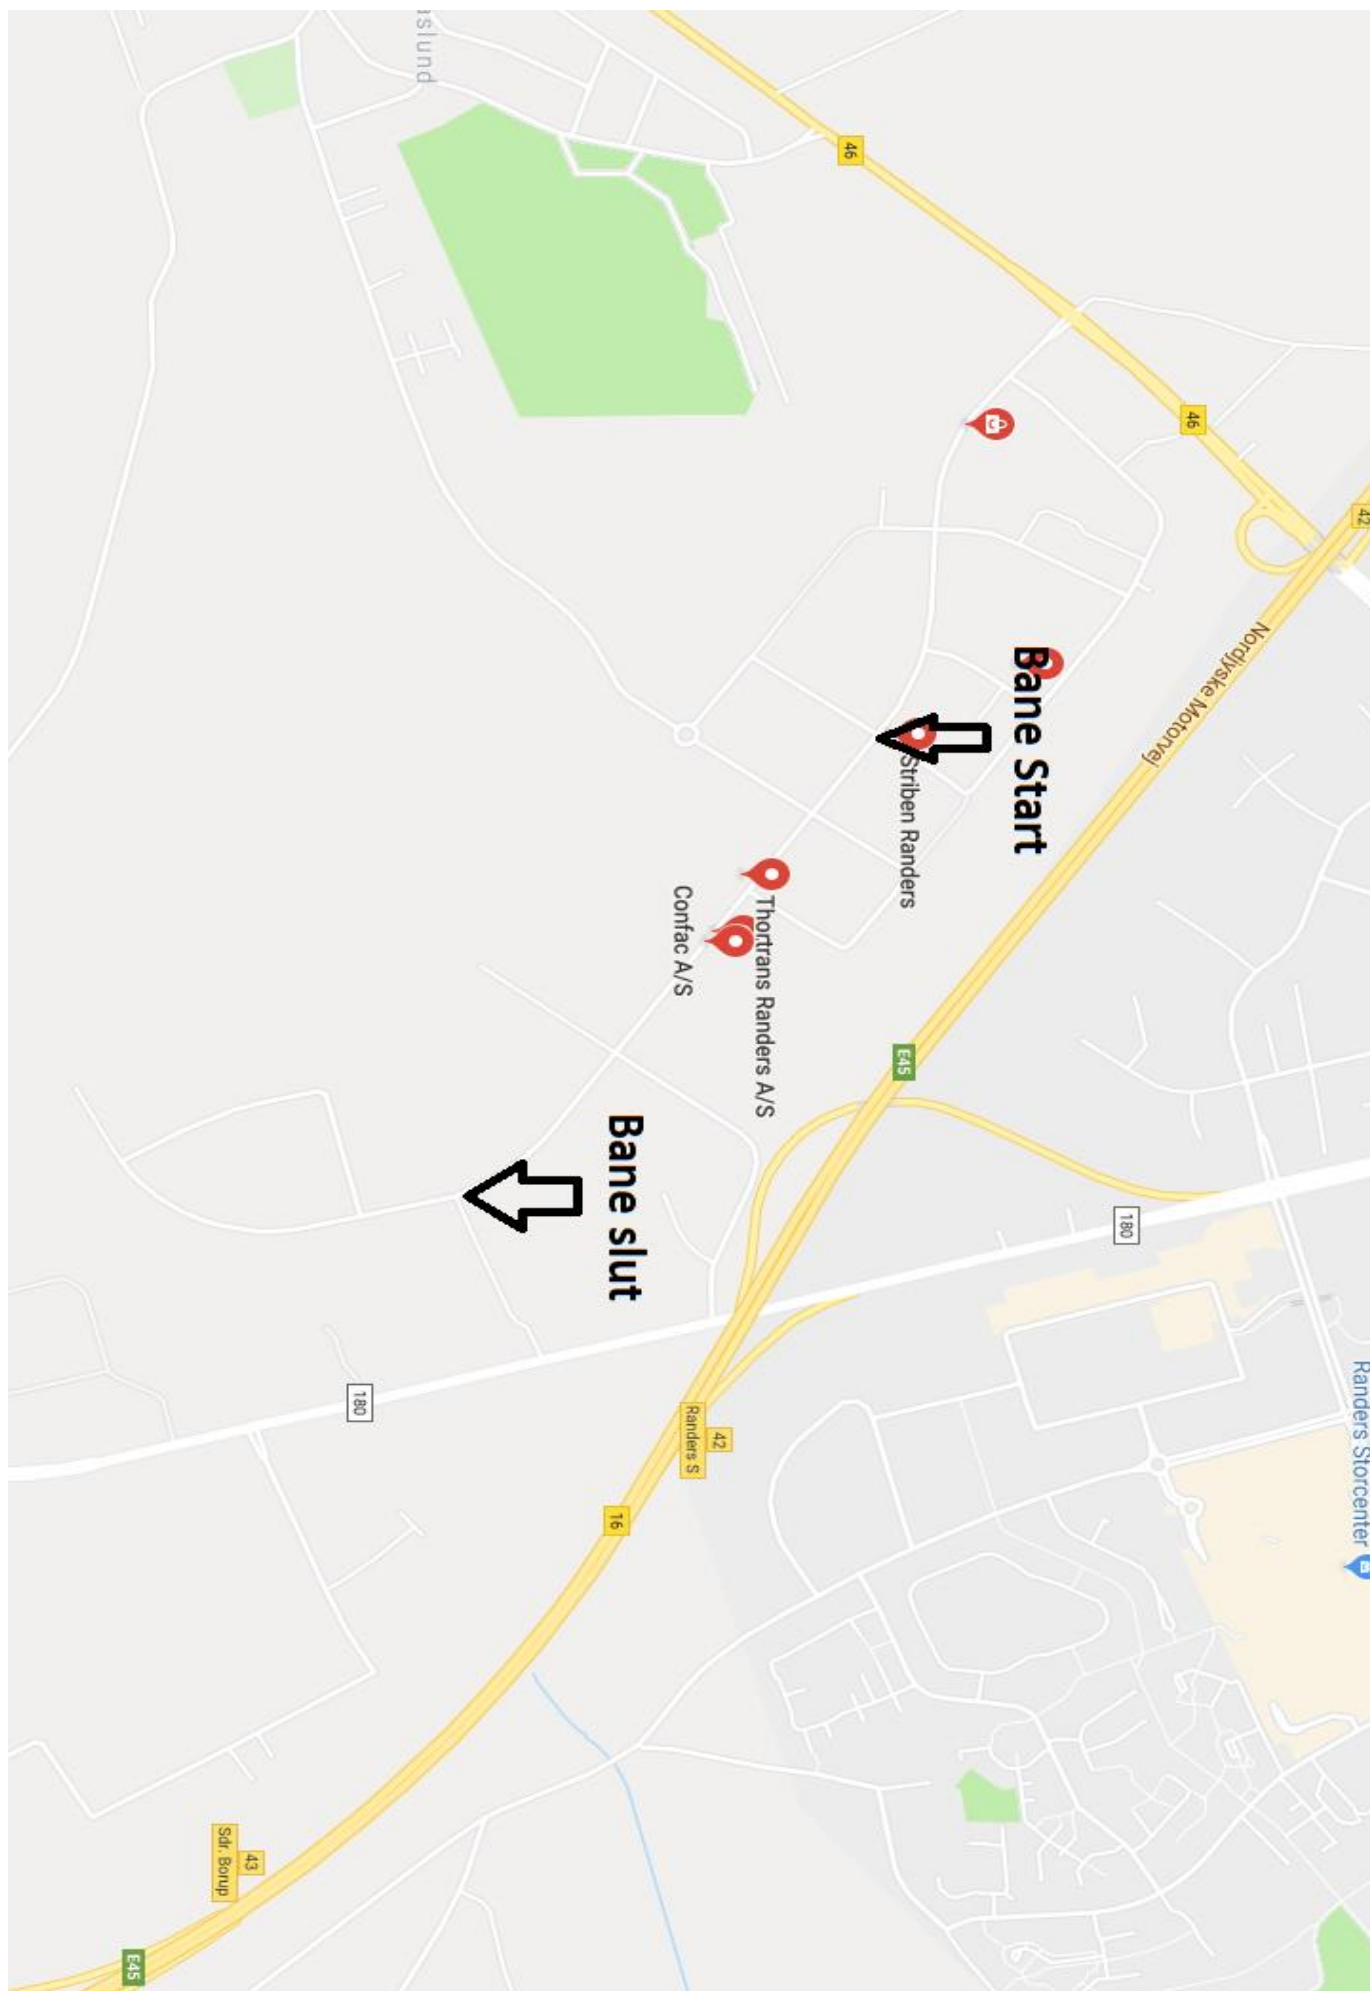 42
Randers Storcenter
Nordjyske Motorvej
46
180
Bane Start
Striben Randers
E45
46
Thortrans Randers A/S
42
Randers S
Confac A/S
Bane slut
16
aslund
180
43
Sdr. Borup
E45